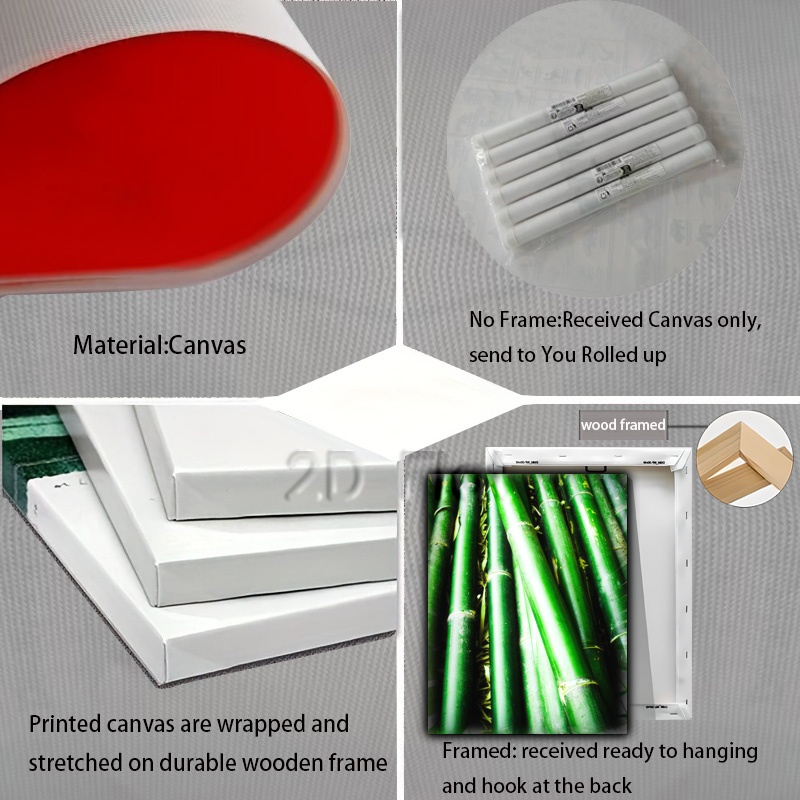 Material:Canvas
No Frame:Received Canvas only,
send to You Rolled up
2D
wood framed
Printed canvas are wrapped and
stretched on durable wooden frame
Framed: received ready to hanging
and hook at the back